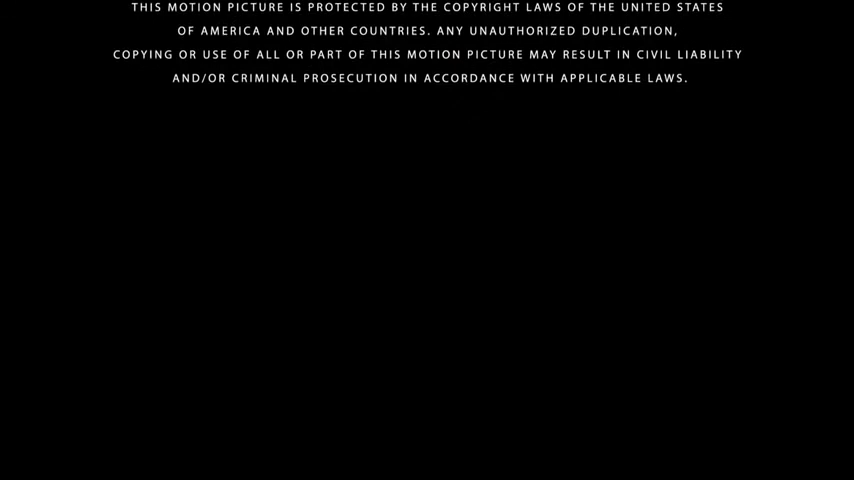 THIS MOTION PICTURE IS PROTECTED BY THE COPYRIGHT LAWS OF THE UNITED STATES
OF AMERICA AND OTHER COUNTRIES. ANY UNAUTHORIZED DUPLICATION,
COPYING OR USE OF ALL OR PART OF THIS MOTION PICTURE MAY RESULT IN CIVIL LIABILITY
AND/OR CRIMINAL PROSECUTION IN ACCORDANCE WITH APPLICABLE LAWS.